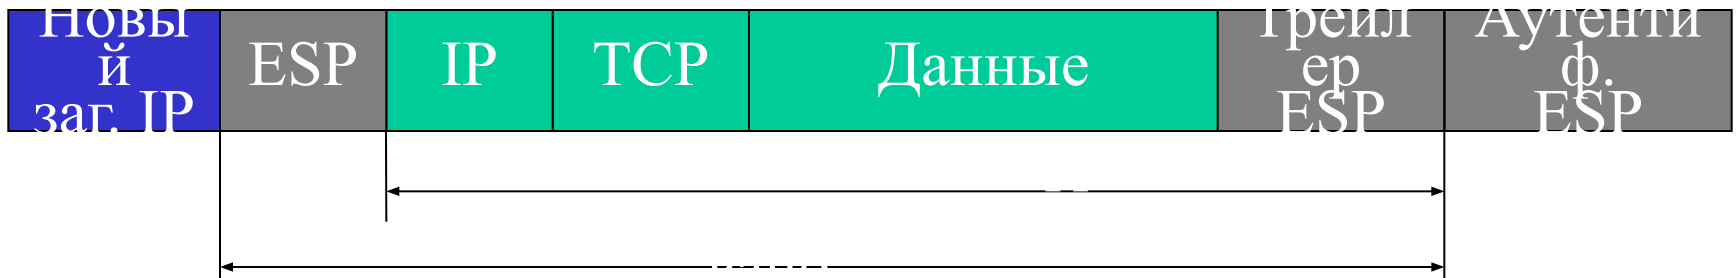 Новы
й
заг. IP
ESP
IP
TCP
Данные
Трейл
ер
ESP
Аутенти
ф.
ESP